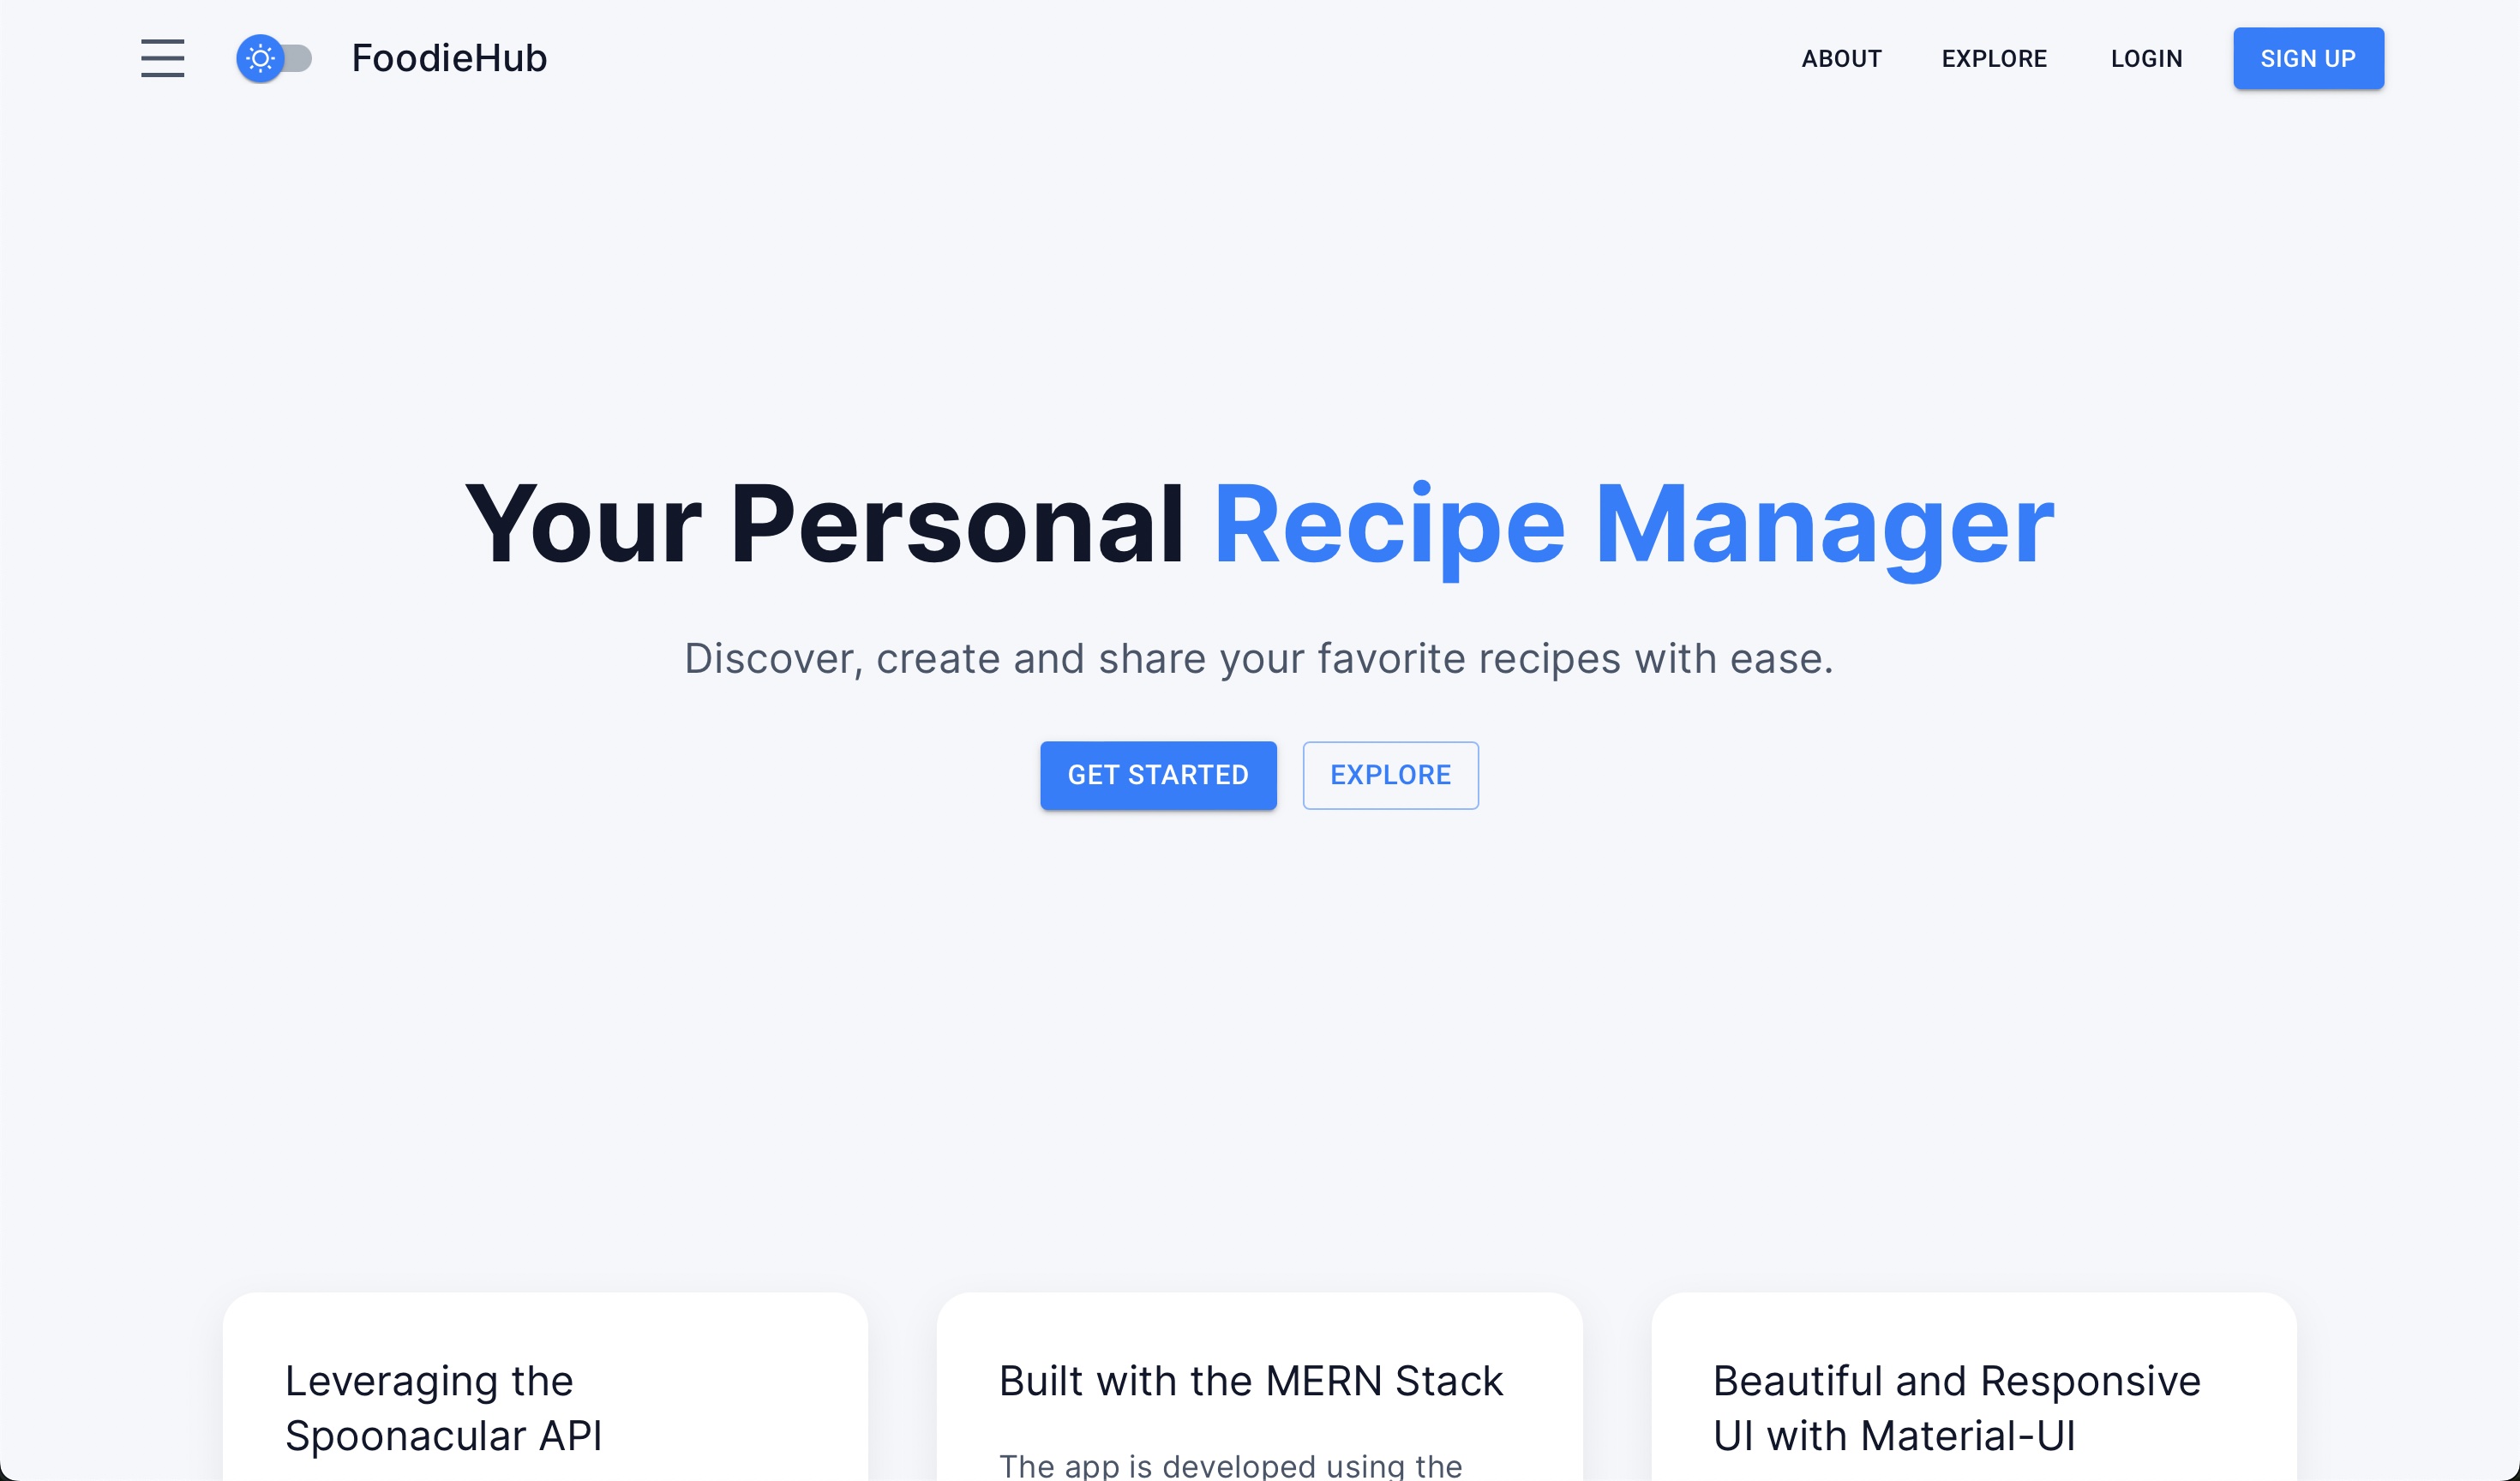 FoodieHub
ABOUT
EXPLORE
LOGIN
SIGN UP
Your Personal Recipe Manager
Discover, create and share your favorite recipes with ease.
GET STARTED
EXPLORE
Leveraging the
Spoonacular API
Built with the MERN Stack
The app is developed using the
Beautiful and Responsive
UI with Material-UI